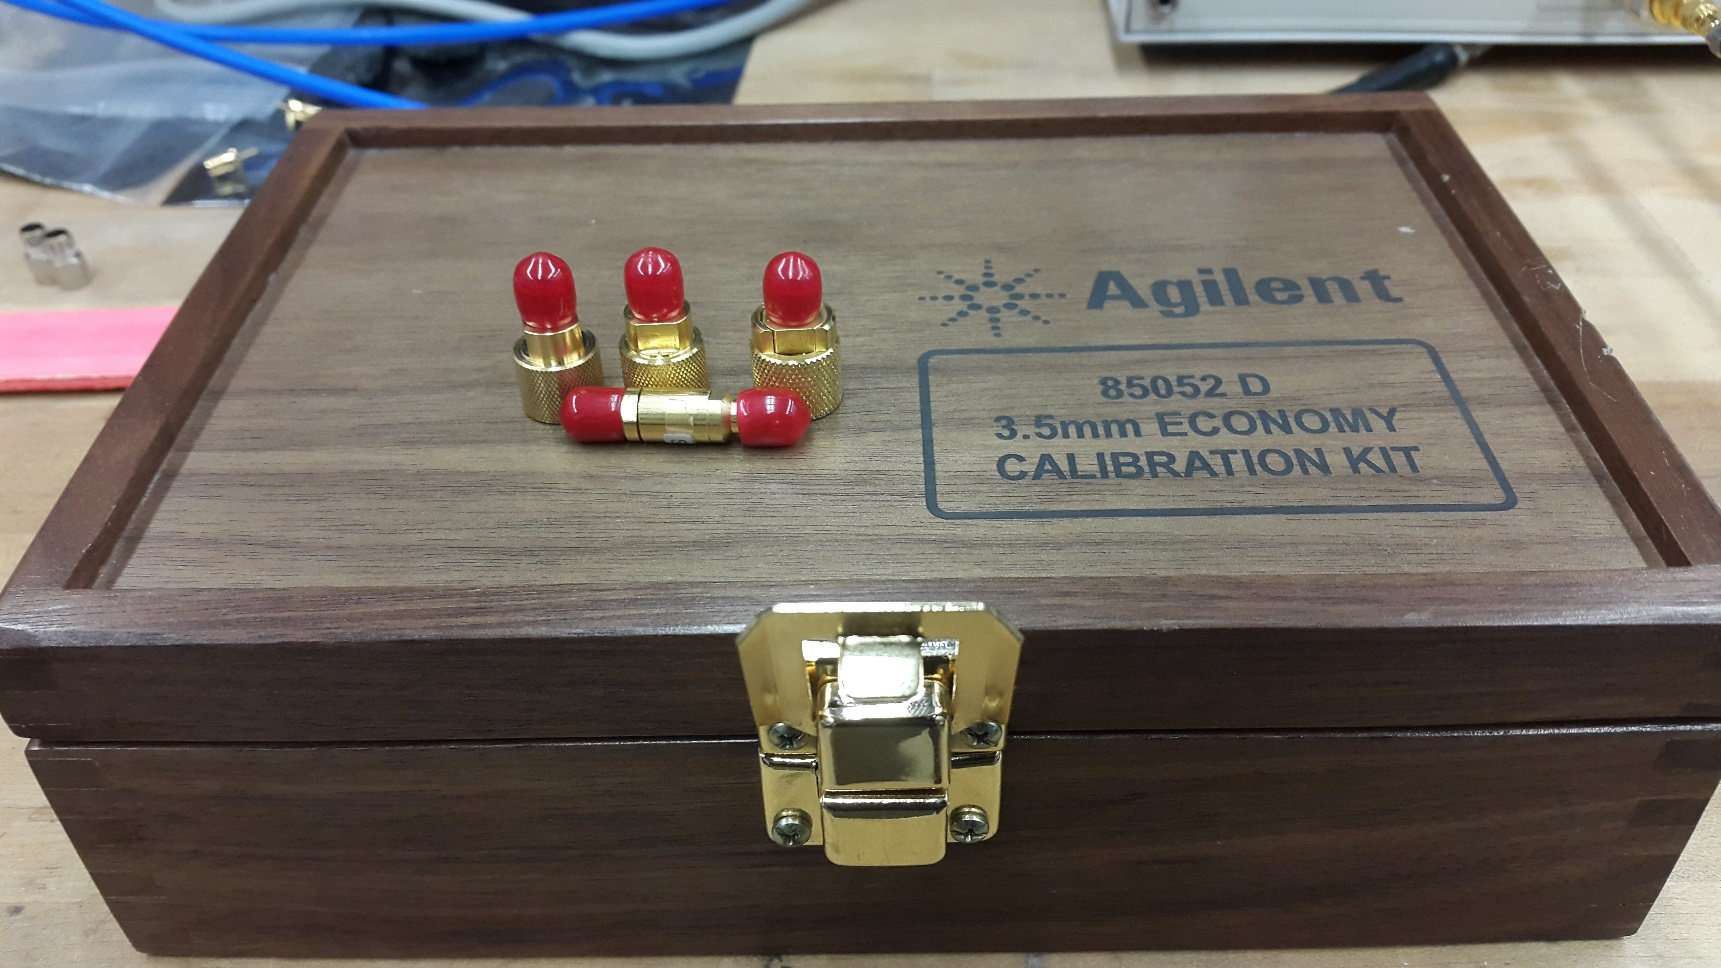 Agilent
85052 D
3.5mm ECONOMY
CALIBRATION KIT